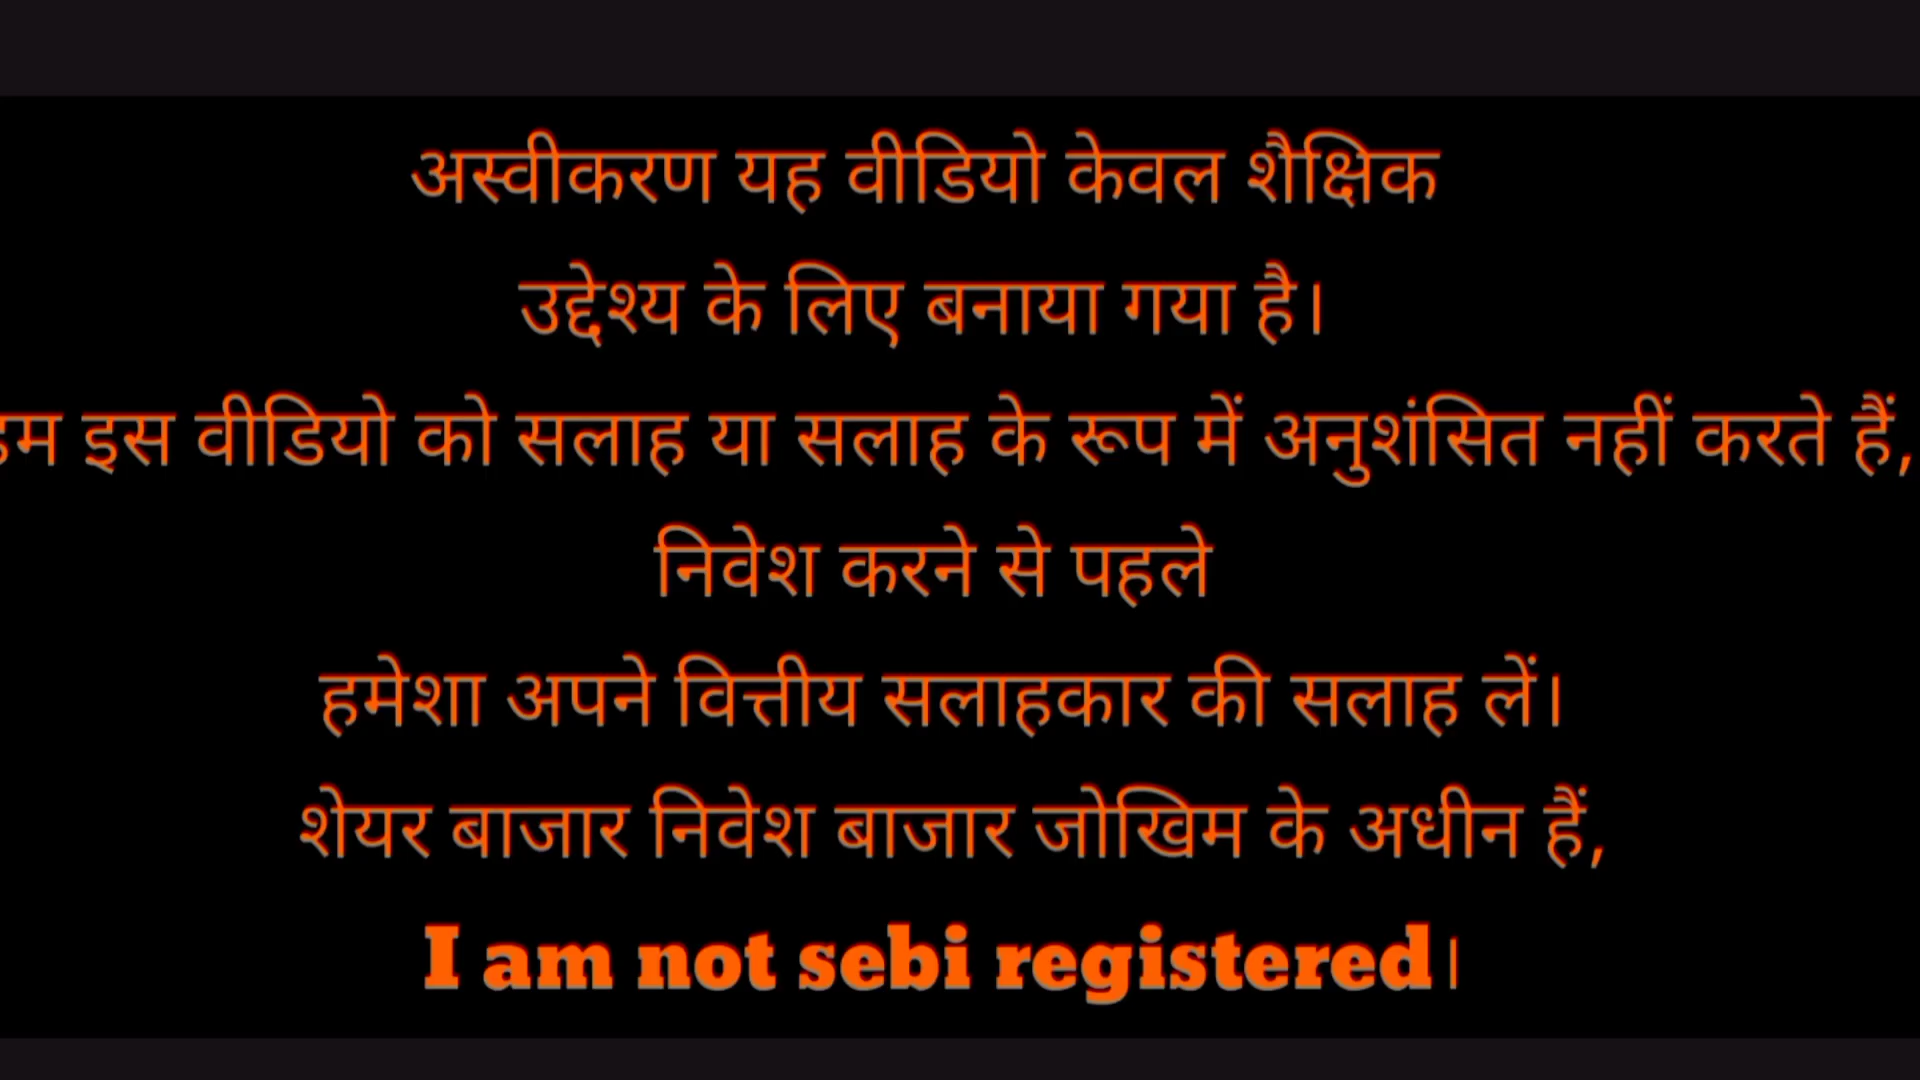 अस्वीकरण यह वीडियो केवल शैक्षिक
उद्देश्य के लिए बनाया गया है।
हम इस वीडियो को सलाह या सलाह के रूप में अनुशंसित नहीं करते हैं,
निवेश करने से पहले
हमेशा अपने वित्तीय सलाहकार की सलाह लें।
शेयर बाजार निवेश बाजार जोखिम के अधीन हैं,
I am not sebi registered।